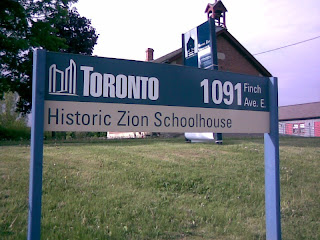 TORONTO 1091 Finch
Ave. E
Historic Zion Schoolhouse